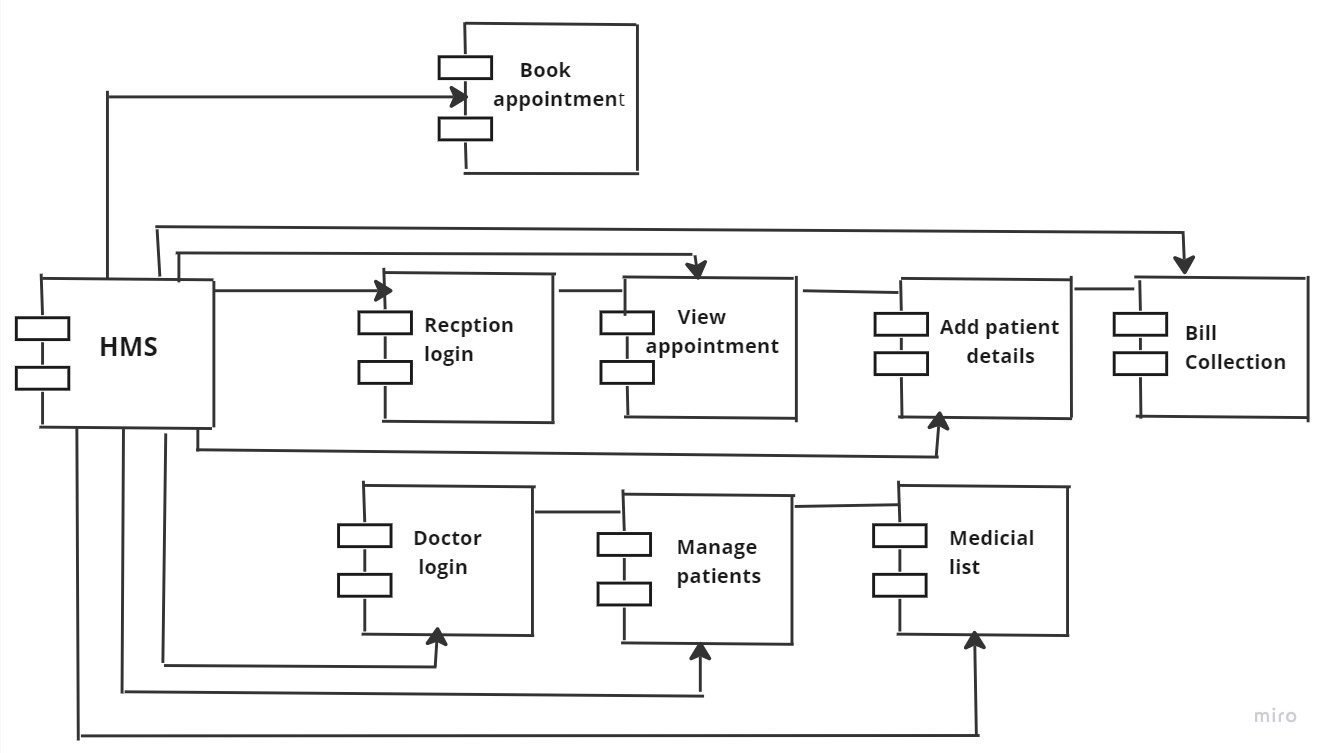 Book
appointment
HMS
Recption
login
View
appointment
Add patient
details
Bill
Collection
Doctor
login
Manage
patients
Medicial
list
miro